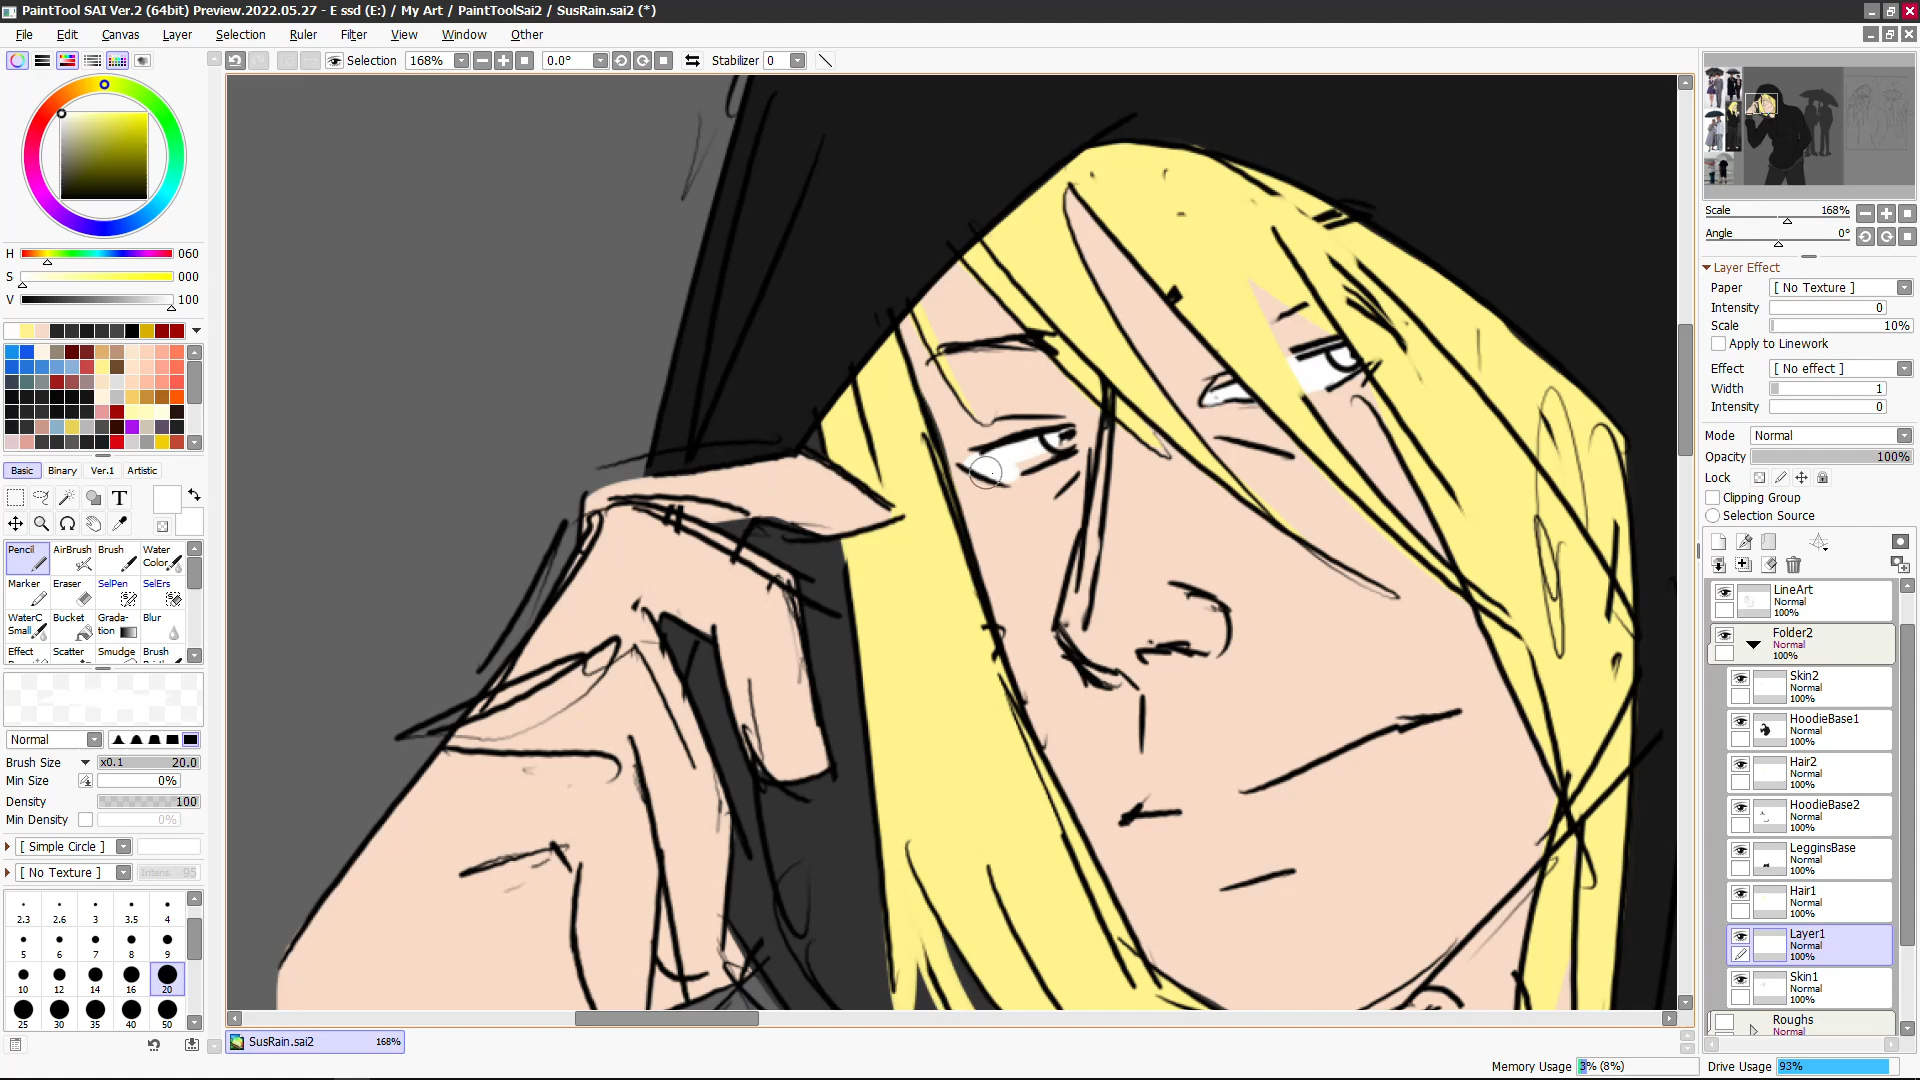 PaintTool SAI Ver.2 (64bit) Preview.2022.05.27 - E ssd (E:) / My Art / PaintToolSai2 / SusRain.sai2 (*)
File Edit Canvas Layer Selection Ruler Filter View Window Other
Selection 168% 0.0° Stabilizer 0
H 060
S 000
V 100
Basic Binary Ver.1 Artistic
T
Pencil AirBrush Brush Water Color
Marker Eraser SelPen SelErs
WaterC Small Bucket Grada-tion Blur
Effect Scatter Smudge Brush
Normal
Brush Size x0.1 20.0
Min Size 0%
Density 100
Min Density 0%
[ Simple Circle ]
[ No Texture ] Intens. 95
2.3 2.6 3 3.5 4
5 6 7 8 9
10 12 14 16 20
25 30 35 40 50
SusRain.sai2 168%
Scale 168%
Angle 0°
Layer Effect
Paper [ No Texture ]
Intensity 0
Scale 10%
Apply to Linework
Effect [ No effect ]
Width 1
Intensity 0
Mode Normal
Opacity 100%
Lock
Clipping Group
Selection Source
LineArt
Normal
100%
Folder2
Normal
100%
Skin2
Normal
100%
HoodieBase1
Normal
100%
Hair2
Normal
100%
HoodieBase2
Normal
100%
LegginsBase
Normal
100%
Hair1
Normal
100%
Layer1
Normal
100%
Skin1
Normal
100%
Roughs
Normal
Memory Usage 3% (8%) Drive Usage 93%